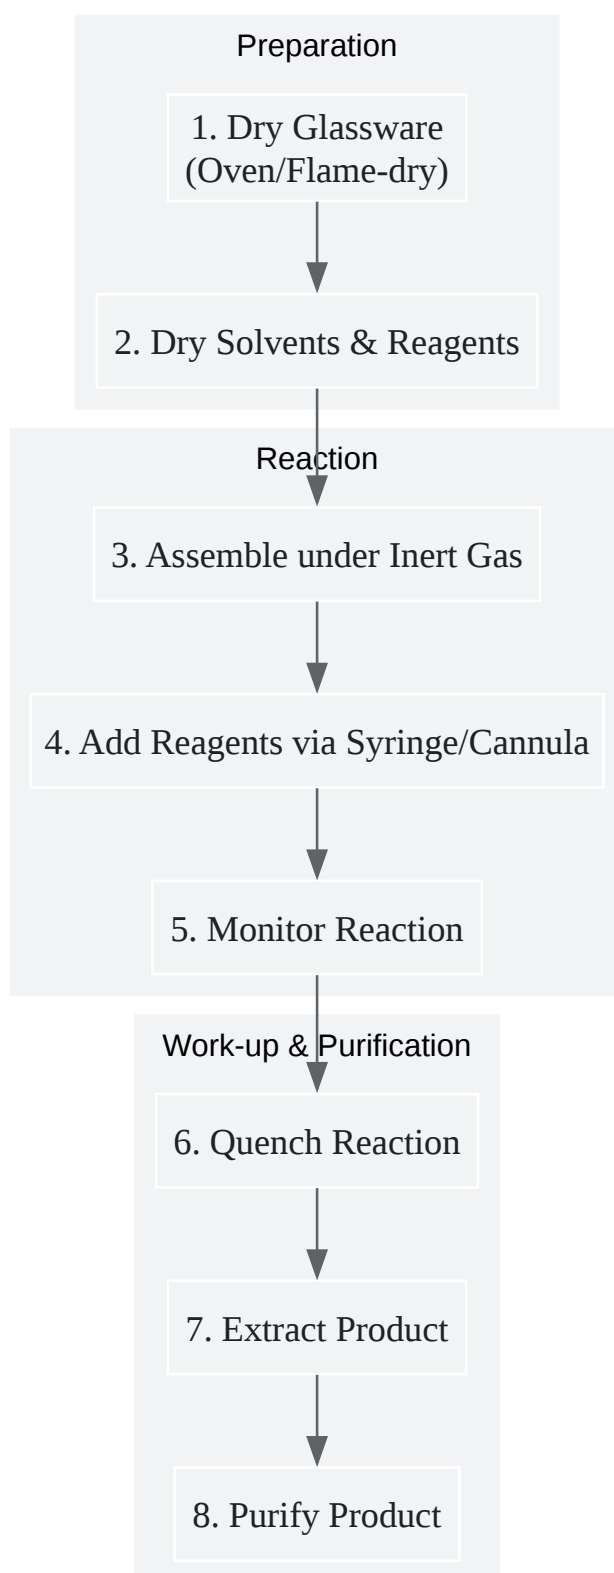 Preparation
1. Dry Glassware
(Oven/Flame-dry)
2. Dry Solvents & Reagents
Reaction
3. Assemble under Inert Gas
4. Add Reagents via Syringe/Cannula
5. Monitor Reaction
Work-up & Purification
6. Quench Reaction
7. Extract Product
8. Purify Product